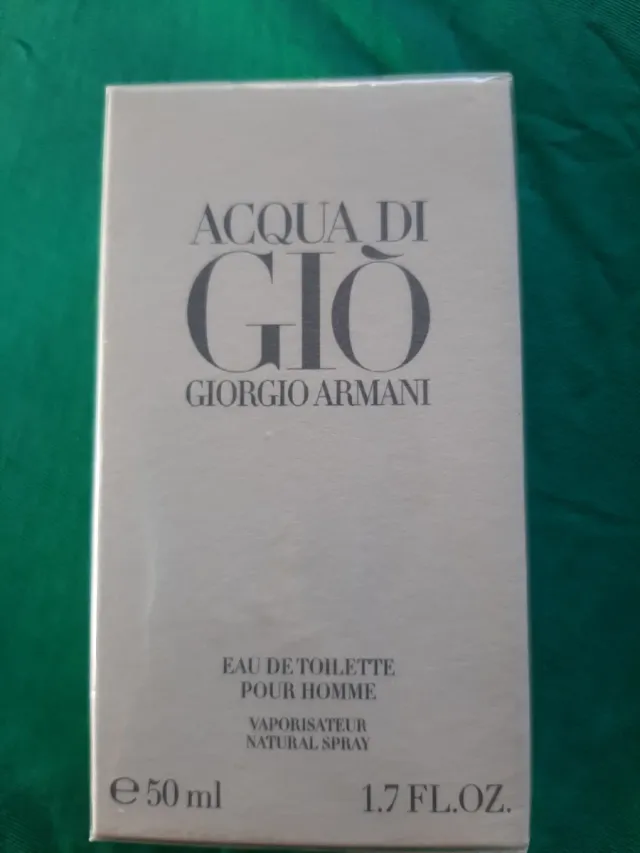 ACQUA DI
GIÒ
GIORGIO ARMANI
EAU DE TOILETTE
POUR HOMME
VAPORISATEUR
NATURAL SPRAY
℮ 50 ml 1.7 FL.OZ.